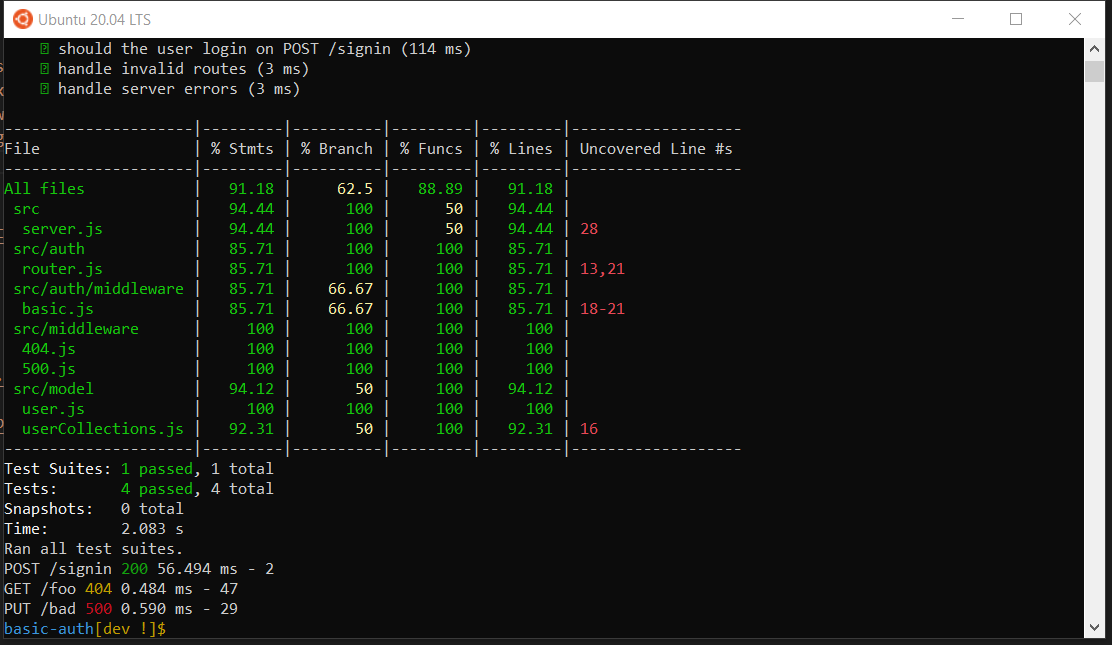 Ubuntu 20.04 LTS
should the user login on POST /signin (114 ms)
handle invalid routes (3 ms)
handle server errors (3 ms)
---------------------|---------|----------|---------|---------|-------------------
File                 | % Stmts | % Branch | % Funcs | % Lines | Uncovered Line #s
---------------------|---------|----------|---------|---------|-------------------
All files            |   91.18 |     62.5 |   88.89 |   91.18 |
 src                 |   94.44 |      100 |      50 |   94.44 |
  server.js          |   94.44 |      100 |      50 |   94.44 | 28
 src/auth            |   85.71 |      100 |     100 |   85.71 |
  router.js          |   85.71 |      100 |     100 |   85.71 | 13,21
 src/auth/middleware |   85.71 |    66.67 |     100 |   85.71 |
  basic.js           |   85.71 |    66.67 |     100 |   85.71 | 18-21
 src/middleware      |     100 |      100 |     100 |     100 |
  404.js             |     100 |      100 |     100 |     100 |
  500.js             |     100 |      100 |     100 |     100 |
 src/model           |   94.12 |       50 |     100 |   94.12 |
  user.js            |     100 |      100 |     100 |     100 |
  userCollections.js |   92.31 |       50 |     100 |   92.31 | 16
---------------------|---------|----------|---------|---------|-------------------
Test Suites: 1 passed, 1 total
Tests:       4 passed, 4 total
Snapshots:   0 total
Time:        2.083 s
Ran all test suites.
POST /signin 200 56.494 ms - 2
GET /foo 404 0.484 ms - 47
PUT /bad 500 0.590 ms - 29
basic-auth[dev !]$